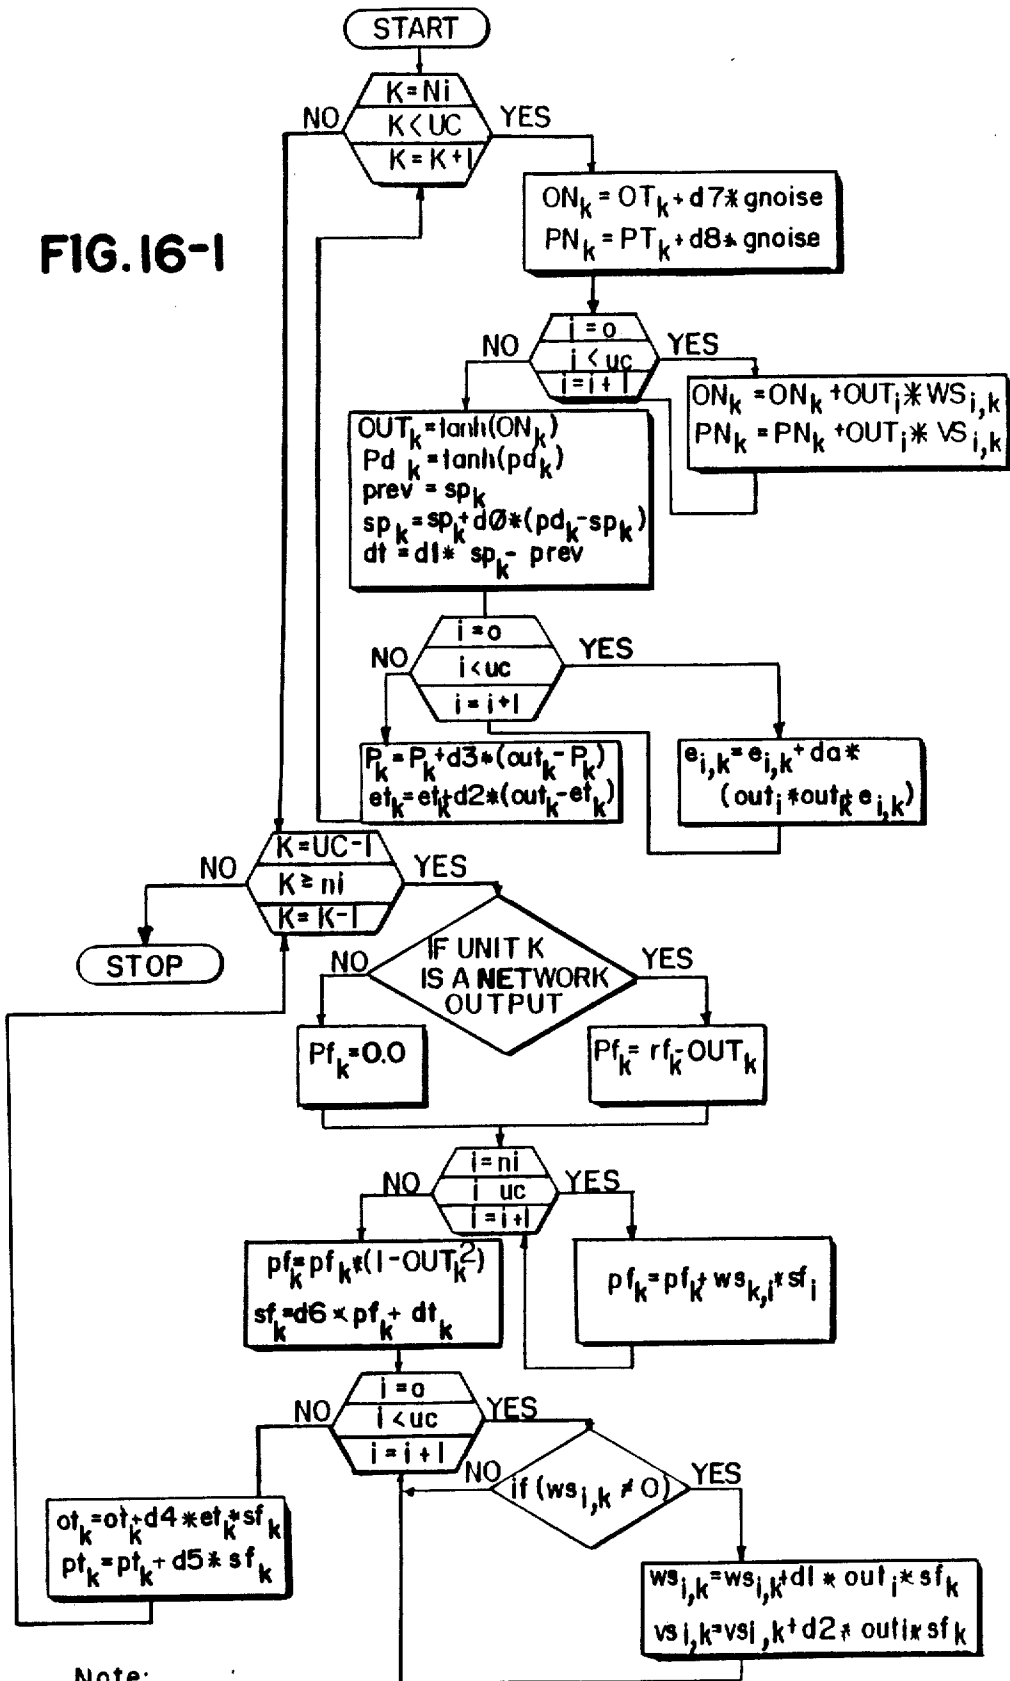 START
K=Ni
NO
K<UC
YES
K=K+1
FIG.16-1
ONk=OTk+d7*gnoise
PNk=PTk+d8*gnoise
i=o
NO
i<uc
YES
i=i+1
ONk=ONk+OUTi*WSi,k
PNk=PNk+OUTi*VSi,k
OUTk=tanh(ONk)
Pdk=tanh(pdk)
prev=spk
spk=spk+dØ*(pdk-spk)
dt=d1*spk-prev
i=o
NO
i<uc
YES
i=i+1
Pk=Pk+d3*(outk-Pk)
etk=etk+d2*(outk-etk)
ei,k=ei,k+da*
(outi*outk+ei,k)
K=UC-1
NO
YES
K≥ni
K=K-1
STOP
IF UNIT K
IS A NETWORK
OUTPUT
NO
YES
Pfk=0.0
Pfk=rfk-OUTk
i=ni
NO
i uc
YES
i=i+1
pfk=pfk*(1-OUTk²)
sfk=d6*pfk+dtk
pfk=pfk+wsk,i*sfi
i=o
NO
i<uc
YES
i=i+1
NO
if(wsi,k≠0)
YES
otk=otk+d4*etk*sfk
ptk=ptk+d5*sfk
wsi,k=wsi,k+d1*outi*sfk
vsi,k=vsi,k+d2*outi*sfk
Note: